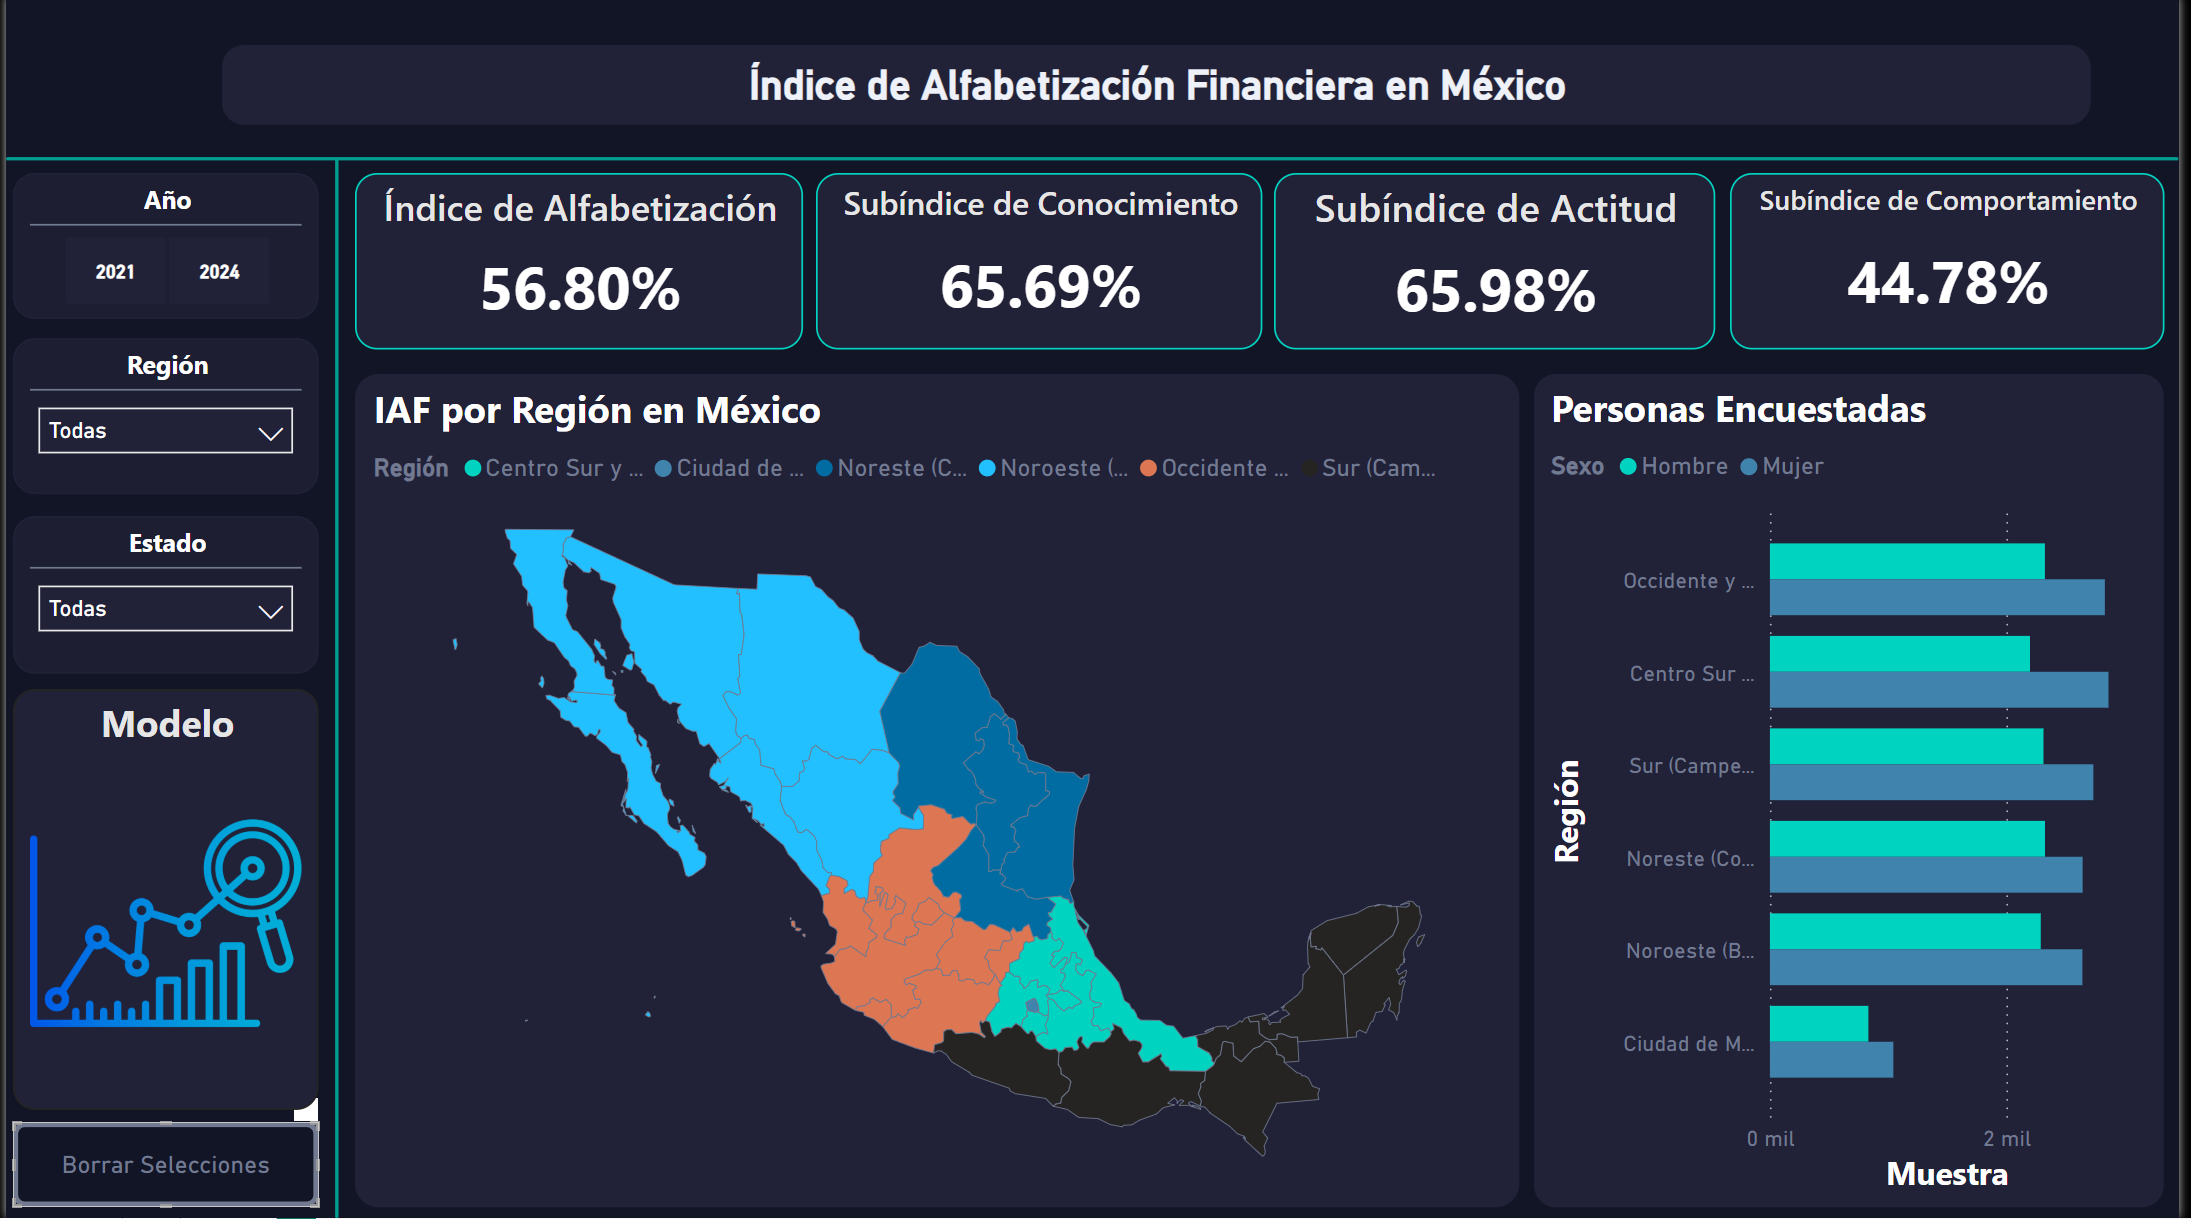 Índice de Alfabetización Financiera en México
Año
2021 2024
Región
Todas
Estado
Todas
Modelo
Borrar Selecciones
Índice de Alfabetización
56.80%
Subíndice de Conocimiento
65.69%
Subíndice de Actitud
65.98%
Subíndice de Comportamiento
44.78%
IAF por Región en México
Región Centro Sur y ... Ciudad de ... Noreste (C... Noroeste (... Occidente ... Sur (Cam...
Personas Encuestadas
Sexo Hombre Mujer
Región
Occidente y ...
Centro Sur ...
Sur (Campe...
Noreste (Co...
Noroeste (B...
Ciudad de M...
0 mil 2 mil
Muestra